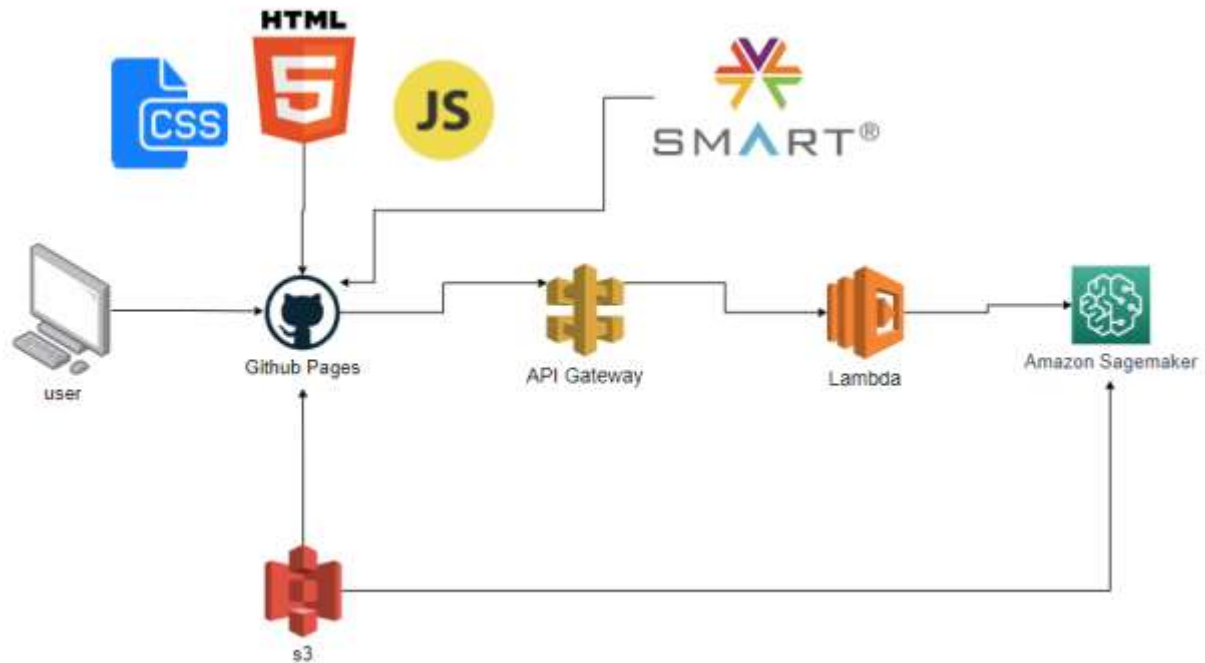 HTML
CSS
JS
SMART®
Github Pages
API Gateway
Lambda
Amazon Sagemaker
user
s3